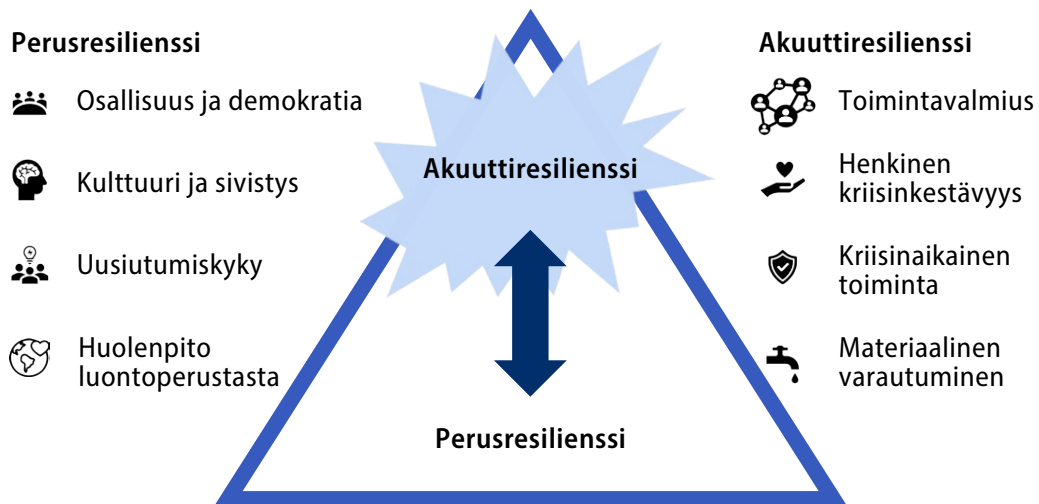 Perusresilienssi
Osallisuus ja demokratia
Kulttuuri ja sivistys
Uusiutumiskyky
Huolenpito
luontoperustasta
Akuuttiresilienssi
Perusresilienssi
Akuuttiresilienssi
Toimintavalmius
Henkinen
kriisinkestävyys
Kriisinaikainen
toiminta
Materiaalinen
varautuminen